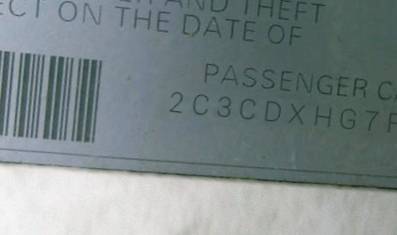 AND THEFT
ECT ON THE DATE OF
PASSENGER C
2C3CDXHG7